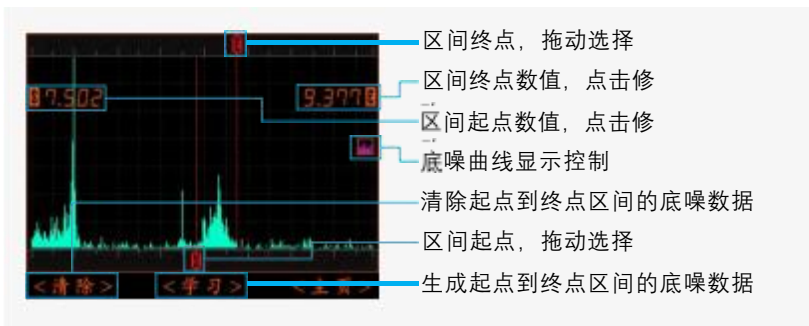 区间终点，拖动选择
7.502
9.377
区间终点数值，点击修
区间起点数值，点击修
底噪曲线显示控制
清除起点到终点区间的底噪数据
区间起点，拖动选择
<清除>
<学习>
<主页>
生成起点到终点区间的底噪数据